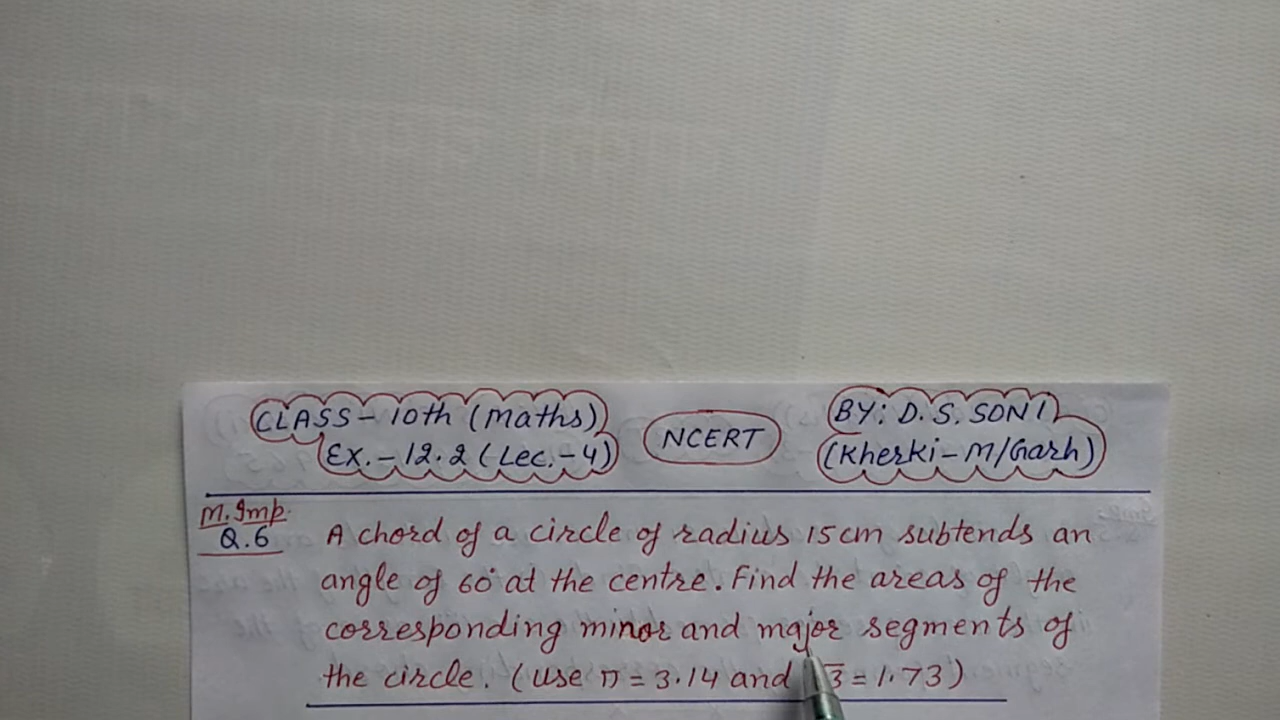 CLASS - 10th (Maths)
Ex. - 12.2 (Lec. - 4)
NCERT
BY: D. S. SONI
(Kherki - M/Garh)
M. Imp.
Q.6
A chord of a circle of radius 15 cm subtends an
angle of 60° at the centre. Find the areas of the
corresponding minor and major segments of
the circle. (Use π = 3.14 and √3 = 1.73)